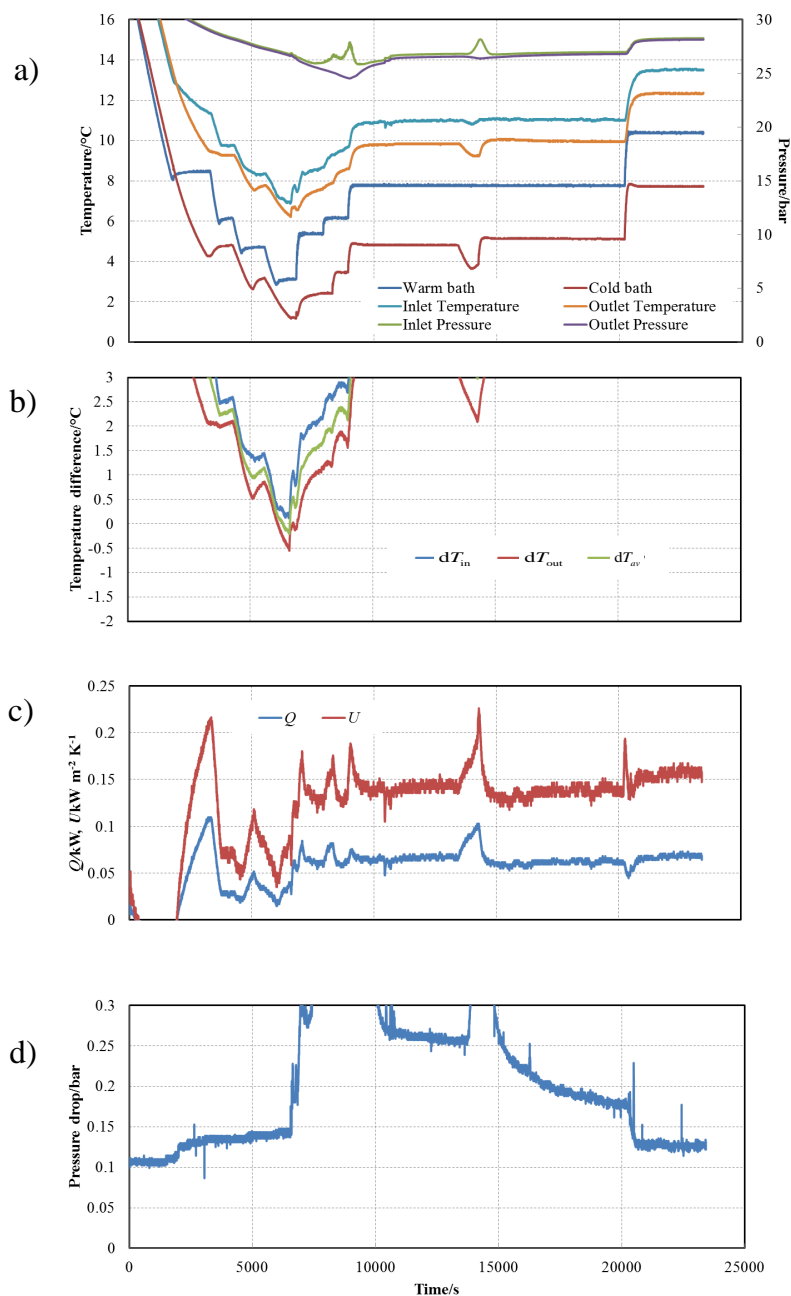 a)
16
14
12
10
8
6
4
2
0
Temperature/°C
30
25
20
15
10
5
0
Pressure/bar
Warm bath Cold bath
Inlet Temperature Outlet Temperature
Inlet Pressure Outlet Pressure
b)
3
2.5
2
1.5
1
0.5
0
-0.5
-1
-1.5
-2
Temperature difference/°C
dTin dTout dTav
c)
0.25
0.2
0.15
0.1
0.05
0
Q/kW, U/kW m-2 K-1
Q U
d)
0.3
0.25
0.2
0.15
0.1
0.05
0
Pressure drop/bar
0 5000 10000 15000 20000 25000
Time/s